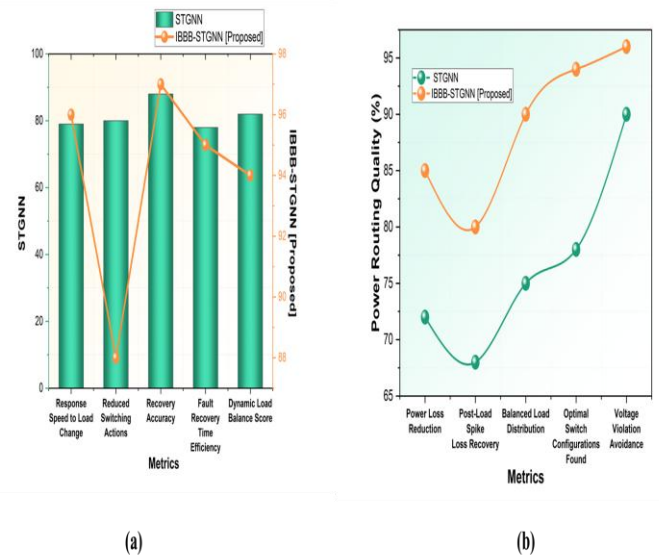 STGNN
IBBB-STGNN [Proposed]
100
80
60
40
20
0
STGNN
98
96
94
92
90
88
IBBB-STGNN [Proposed]
Response
Speed to Load
Change
Reduced
Switching
Actions
Recovery
Accuracy
Fault
Recovery
Time
Efficiency
Dynamic Load
Balance Score
Metrics
(a)
STGNN
IBBB-STGNN [Proposed]
95
90
85
80
75
70
65
Power Routing Quality (%)
Power Loss
Reduction
Post-Load
Spike
Loss Recovery
Balanced Load
Distribution
Optimal
Switch
Configurations
Found
Voltage
Violation
Avoidance
Metrics
(b)